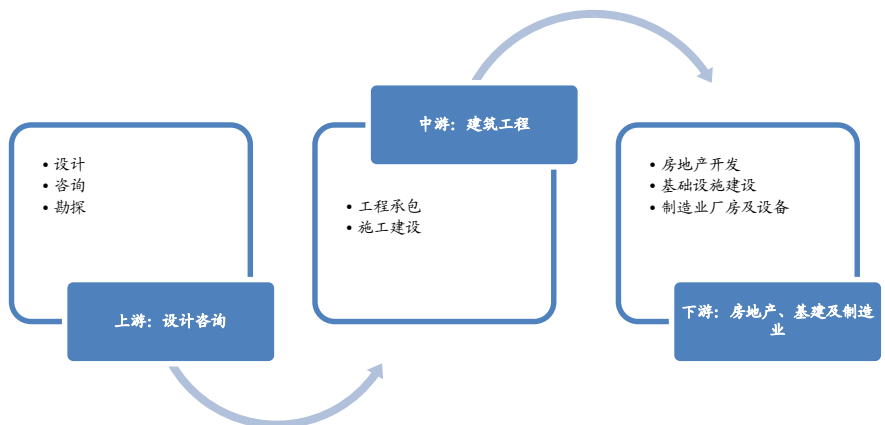 • 设计
• 咨询
• 勘探
上游：设计咨询
中游：建筑工程
• 工程承包
• 施工建设
• 房地产开发
• 基础设施建设
• 制造业厂房及设备
下游：房地产、基建及制造
业